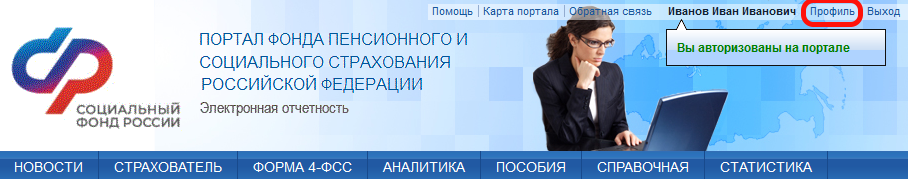 Помощь | Карта портала | Обратная связь Иванов Иван Иванович Профиль | Выход
Вы авторизованы на портале
ПОРТАЛ ФОНДА ПЕНСИОННОГО И
СОЦИАЛЬНОГО СТРАХОВАНИЯ
РОССИЙСКОЙ ФЕДЕРАЦИИ
Электронная отчетность
СОЦИАЛЬНЫЙ
ФОНД РОССИИ
НОВОСТИ СТРАХОВАТЕЛЬ ФОРМА 4-ФСС АНАЛИТИКА ПОСОБИЯ СПРАВОЧНАЯ СТАТИСТИКА